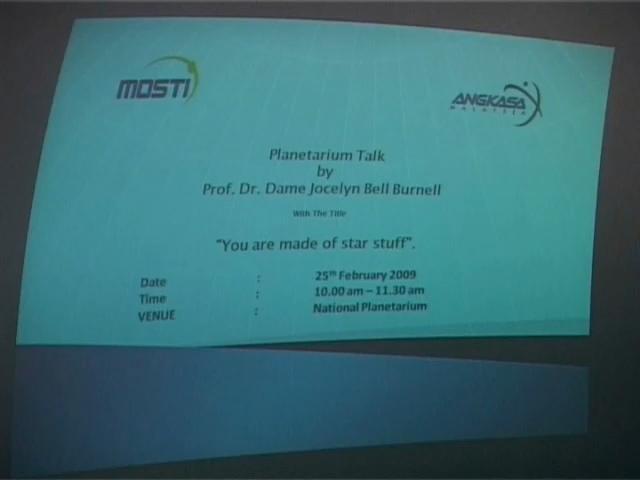 MOSTI
ANGKASA
MALAYSIA
Planetarium Talk
by
Prof. Dr. Dame Jocelyn Bell Burnell
With The Title
“You are made of star stuff”.
Date : 25th February 2009
Time : 10.00 am – 11.30 am
VENUE : National Planetarium